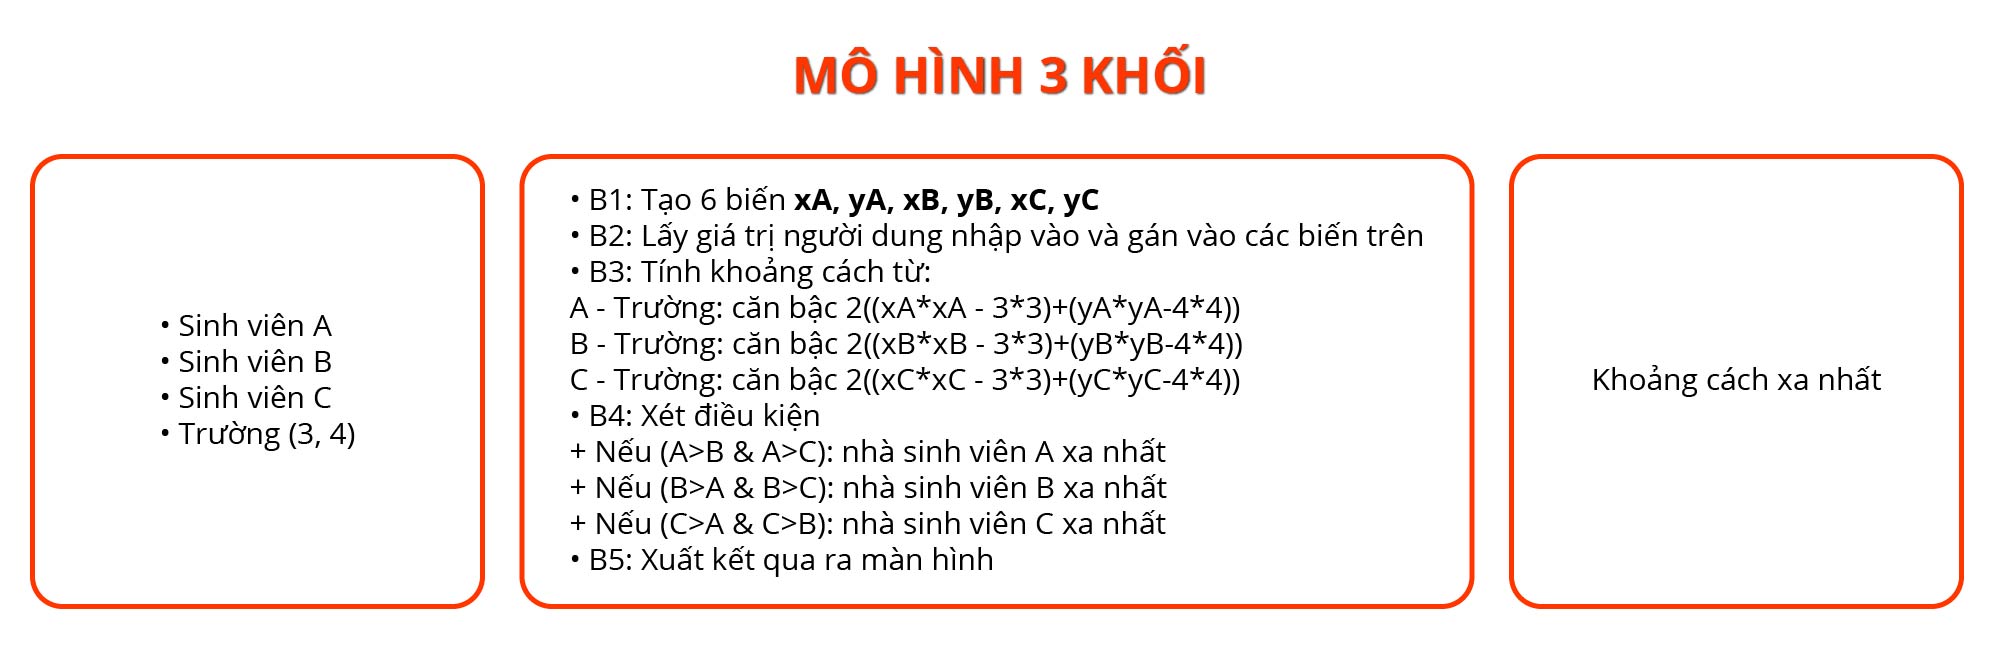 MÔ HÌNH 3 KHỐI
• Sinh viên A
• Sinh viên B
• Sinh viên C
• Trường (3, 4)
• B1: Tạo 6 biến xA, yA, xB, yB, xC, yC
• B2: Lấy giá trị người dung nhập vào và gán vào các biến trên
• B3: Tính khoảng cách từ:
A - Trường: căn bậc 2((xA*xA - 3*3)+(yA*yA-4*4))
B - Trường: căn bậc 2((xB*xB - 3*3)+(yB*yB-4*4))
C - Trường: căn bậc 2((xC*xC - 3*3)+(yC*yC-4*4))
• B4: Xét điều kiện
+ Nếu (A>B & A>C): nhà sinh viên A xa nhất
+ Nếu (B>A & B>C): nhà sinh viên B xa nhất
+ Nếu (C>A & C>B): nhà sinh viên C xa nhất
• B5: Xuất kết qua ra màn hình
Khoảng cách xa nhất